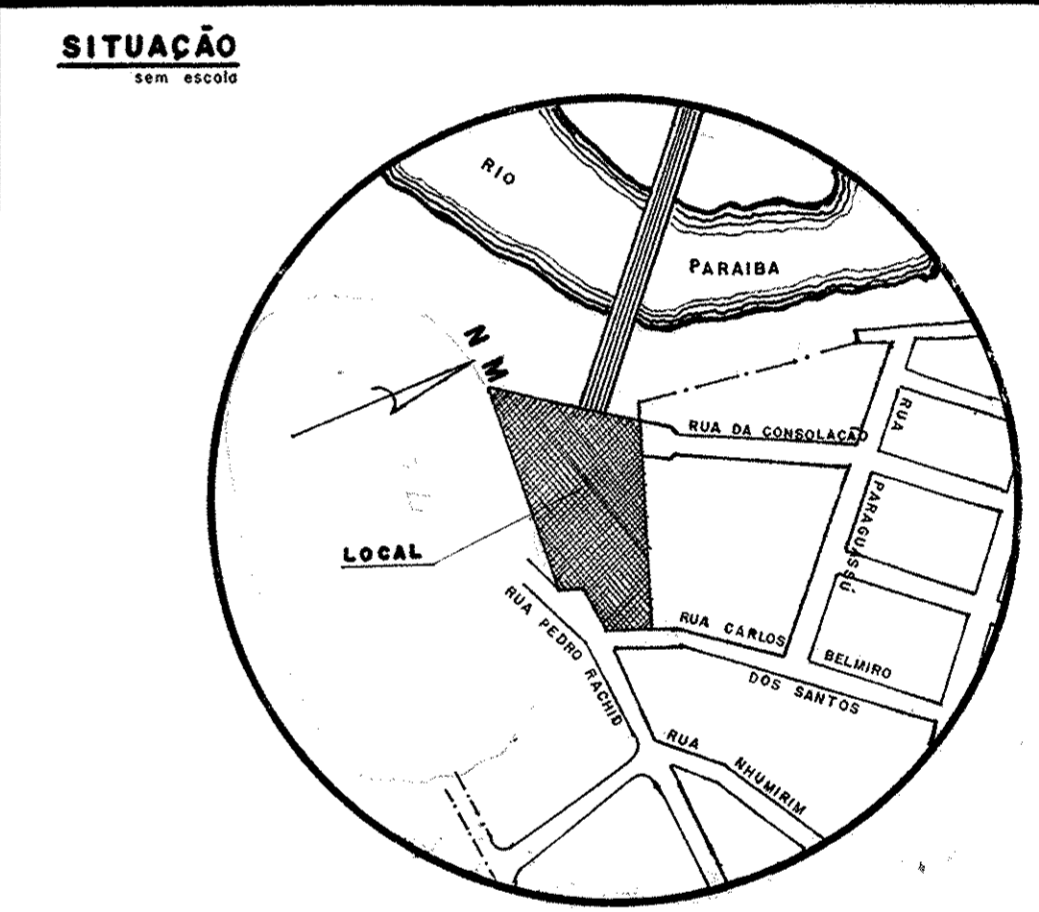 SITUAÇÃO
sem escala
RIO
PARAIBA
N M
RUA DA CONSOLAÇÃO
RUA
PARAGUASSÚ
LOCAL
RUA PEDRO RACHID
RUA CARLOS
BELMIRO
DOS SANTOS
RUA
NHUMIRIM